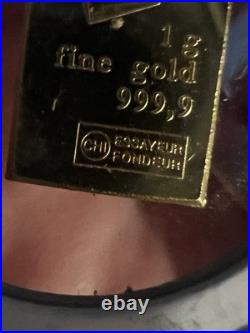 1 g
fine gold
999,9
CHI ESSAYEUR
FONDEUR